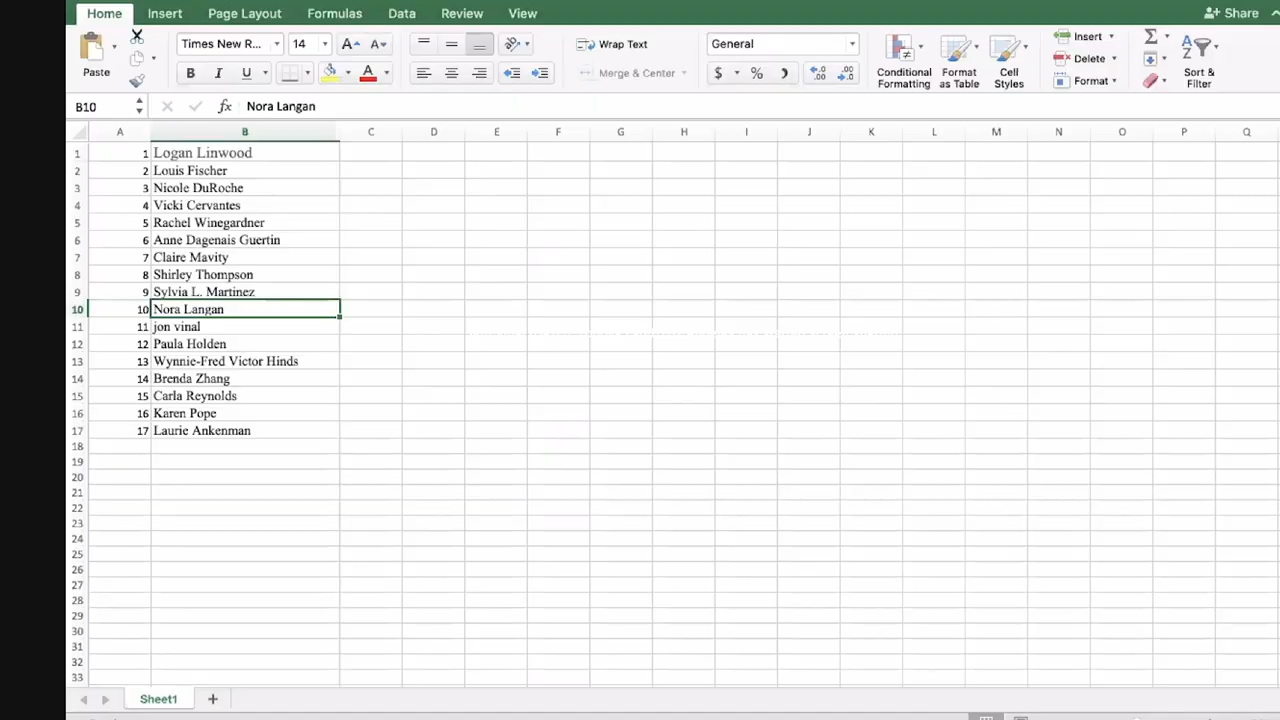 Home Insert Page Layout Formulas Data Review View Share
Times New R... 14 Wrap Text General Insert
Delete
Paste B I U A Merge & Center $ % Conditional Formatting Format as Table Cell Styles Format Sort & Filter
B10 fx Nora Langan
A B C D E F G H I J K L M N O P Q
1 1 Logan Linwood
2 2 Louis Fischer
3 3 Nicole DuRoche
4 4 Vicki Cervantes
5 5 Rachel Winegardner
6 6 Anne Dagenais Guertin
7 7 Claire Mavity
8 8 Shirley Thompson
9 9 Sylvia L. Martinez
10 10 Nora Langan
11 11 jon vinal
12 12 Paula Holden
13 13 Wynnie-Fred Victor Hinds
14 14 Brenda Zhang
15 15 Carla Reynolds
16 16 Karen Pope
17 17 Laurie Ankenman
18
19
20
21
22
23
24
25
26
27
28
29
30
31
32
33
Sheet1